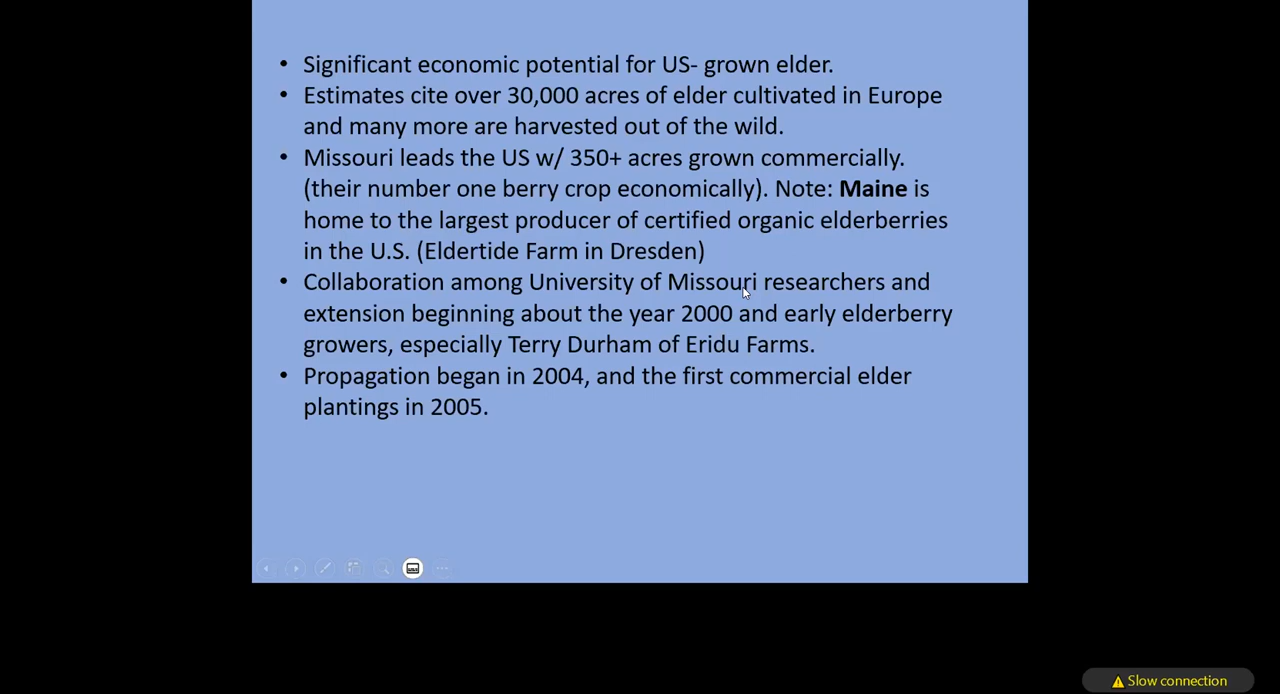 • Significant economic potential for US- grown elder.
• Estimates cite over 30,000 acres of elder cultivated in Europe
and many more are harvested out of the wild.
• Missouri leads the US w/ 350+ acres grown commercially.
(their number one berry crop economically). Note: Maine is
home to the largest producer of certified organic elderberries
in the U.S. (Eldertide Farm in Dresden)
• Collaboration among University of Missouri researchers and
extension beginning about the year 2000 and early elderberry
growers, especially Terry Durham of Eridu Farms.
• Propagation began in 2004, and the first commercial elder
plantings in 2005.
Slow connection